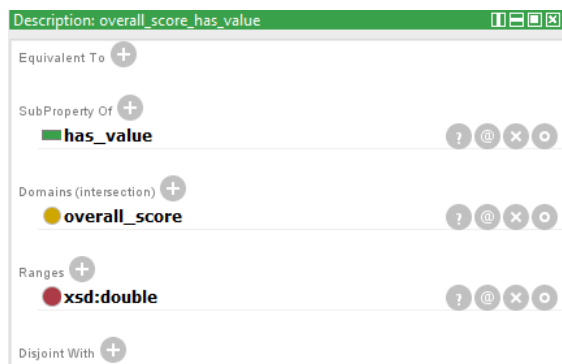 Description: overall_score_has_value
Equivalent To
SubProperty Of
has_value
Domains (intersection)
overall_score
Ranges
xsd:double
Disjoint With